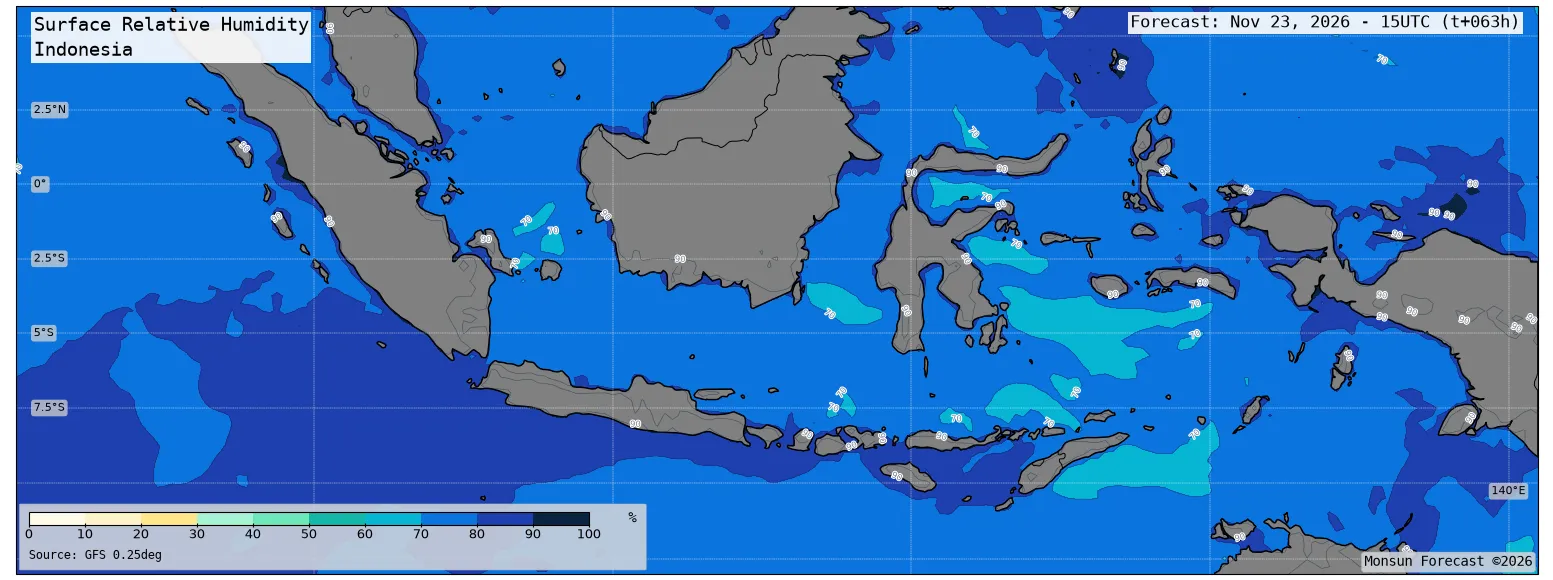 Surface Relative Humidity
Indonesia
Forecast: Nov 23, 2026 - 15UTC (t+063h)
2.5°N
0°
2.5°S
5°S
7.5°S
140°E
0 10 20 30 40 50 60 70 80 90 100
%
Source: GFS 0.25deg
Monsun Forecast ©2026